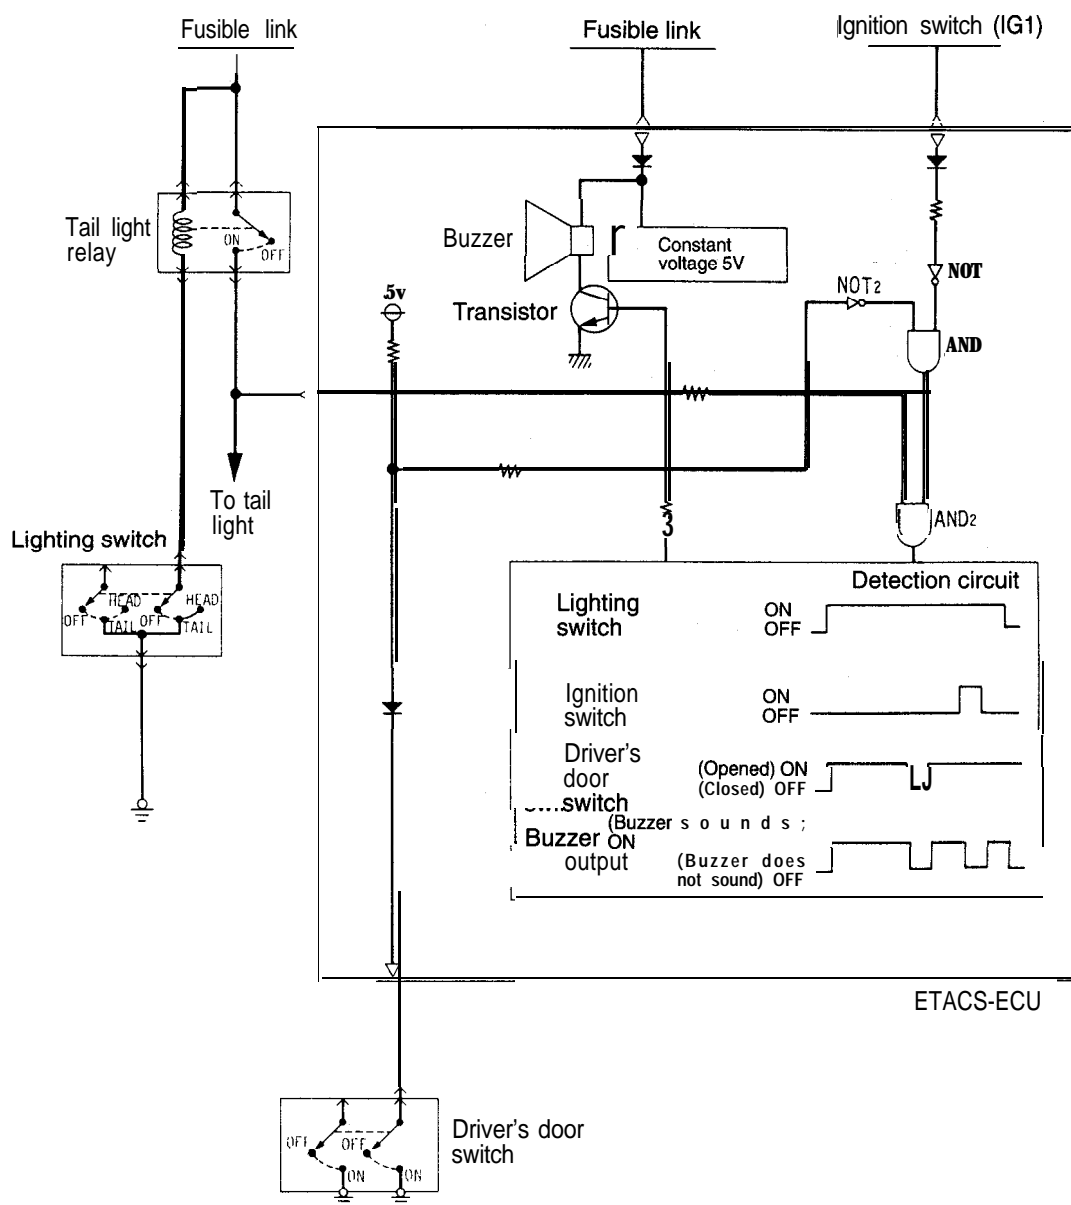 Fusible link
Fusible link
Ignition switch (IG1)
Tail light
relay
ON
OFF
Buzzer
Constant
voltage 5V
NOT
NOT2
5v
Transistor
AND
To tail
light
3
AND2
Lighting switch
OFF
HEAD
TAIL
OFF
HEAD
TAIL
Detection circuit
Lighting
switch
ON
OFF
Ignition
switch
ON
OFF
Driver's
door
switch
(Opened) ON
(Closed) OFF
(Buzzer sounds;
Buzzer ON
output
(Buzzer does
not sound) OFF
ETACS-ECU
OFF
ON
OFF
ON
Driver's door
switch